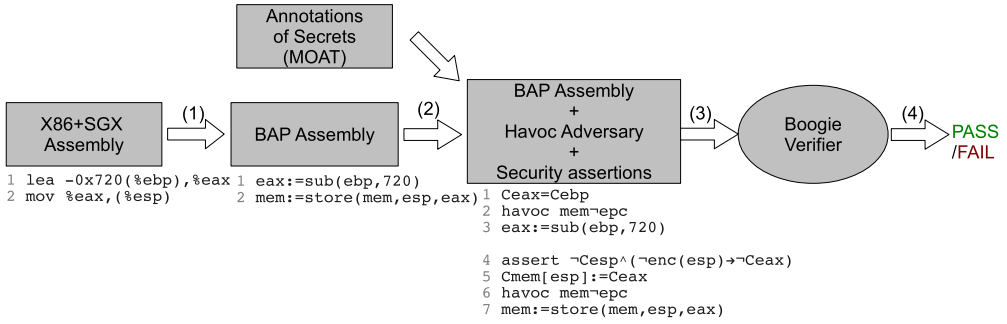 Annotations
of Secrets
(MOAT)
X86+SGX
Assembly
(1)
BAP Assembly
(2)
BAP Assembly
+
Havoc Adversary
+
Security assertions
(3)
Boogie
Verifier
(4)
PASS
/FAIL
1 lea -0x720(%ebp),%eax
2 mov %eax,(%esp)
1 eax:=sub(ebp,720)
2 mem:=store(mem,esp,eax)
1 Ceax=Cebp
2 havoc mem¬epc
3 eax:=sub(ebp,720)
4 assert ¬Cesp^(¬enc(esp)→¬Ceax)
5 Cmem[esp]:=Ceax
6 havoc mem¬epc
7 mem:=store(mem,esp,eax)